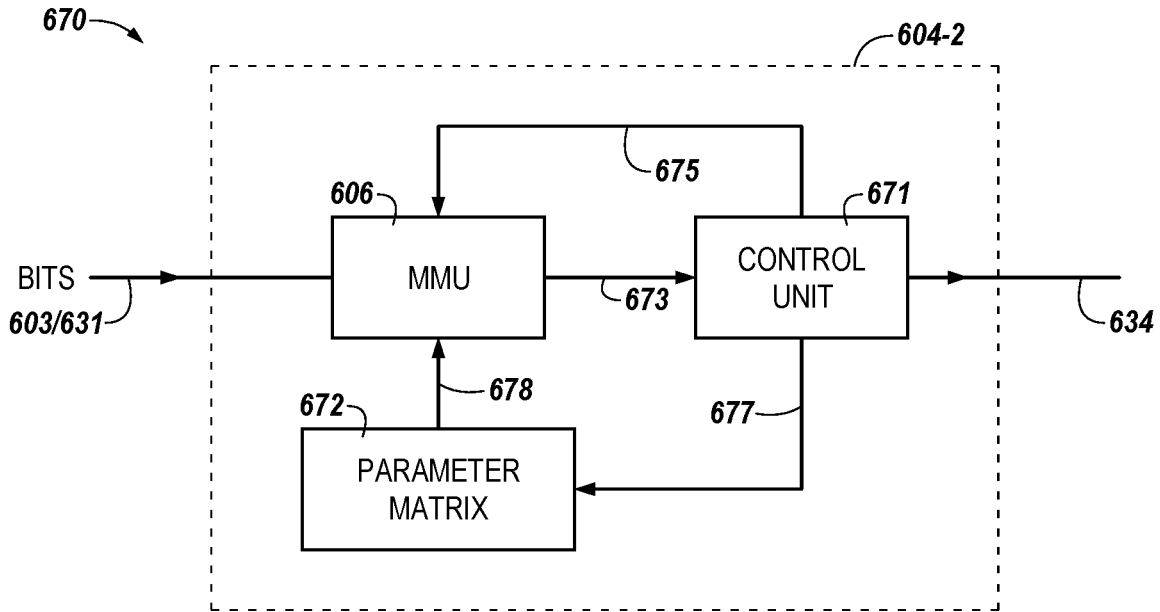 670
604-2
675
606
671
BITS
MMU
CONTROL
UNIT
603/631
673
634
678
672
677
PARAMETER
MATRIX